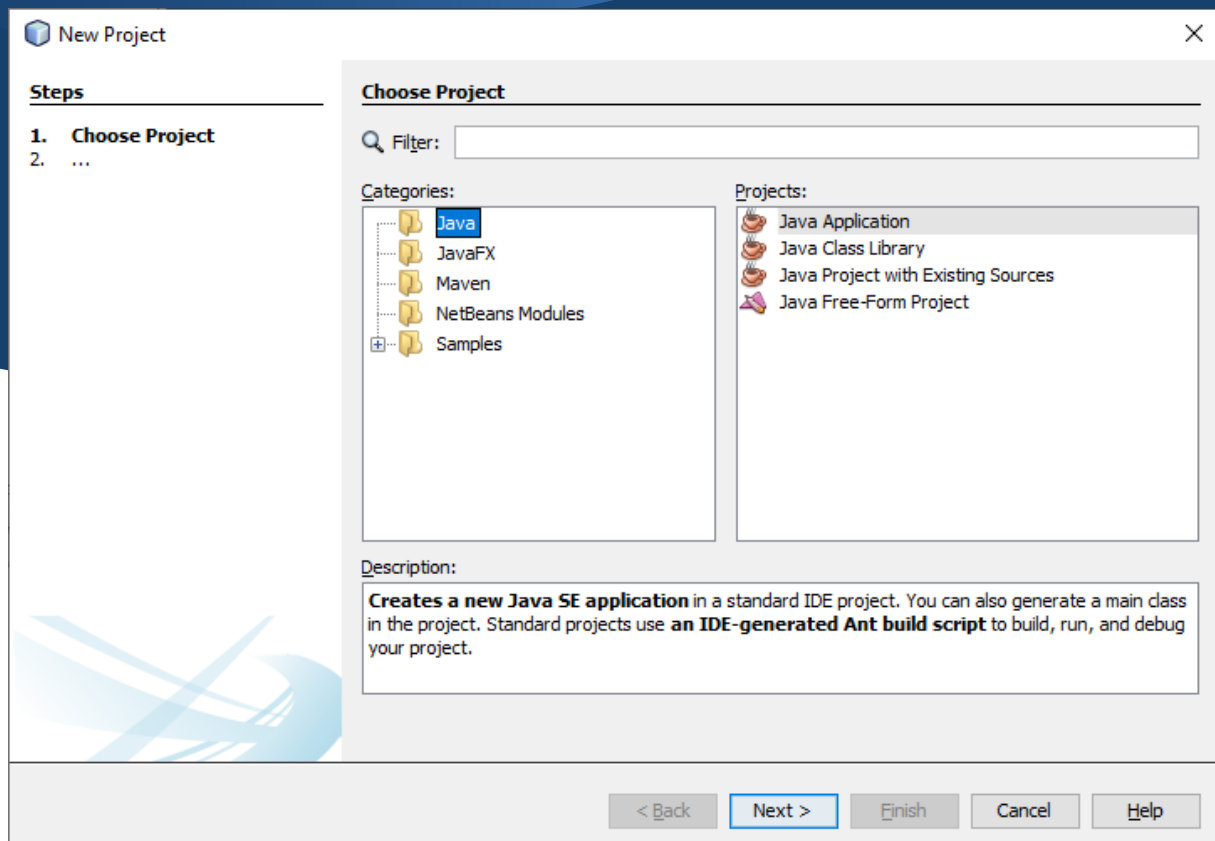 New Project
Steps
1. Choose Project
2. ...
Choose Project
Filter:
Categories:
Java
JavaFX
Maven
NetBeans Modules
Samples
Projects:
Java Application
Java Class Library
Java Project with Existing Sources
Java Free-Form Project
Description:
Creates a new Java SE application in a standard IDE project. You can also generate a main class
in the project. Standard projects use an IDE-generated Ant build script to build, run, and debug
your project.
< Back
Next >
Finish
Cancel
Help